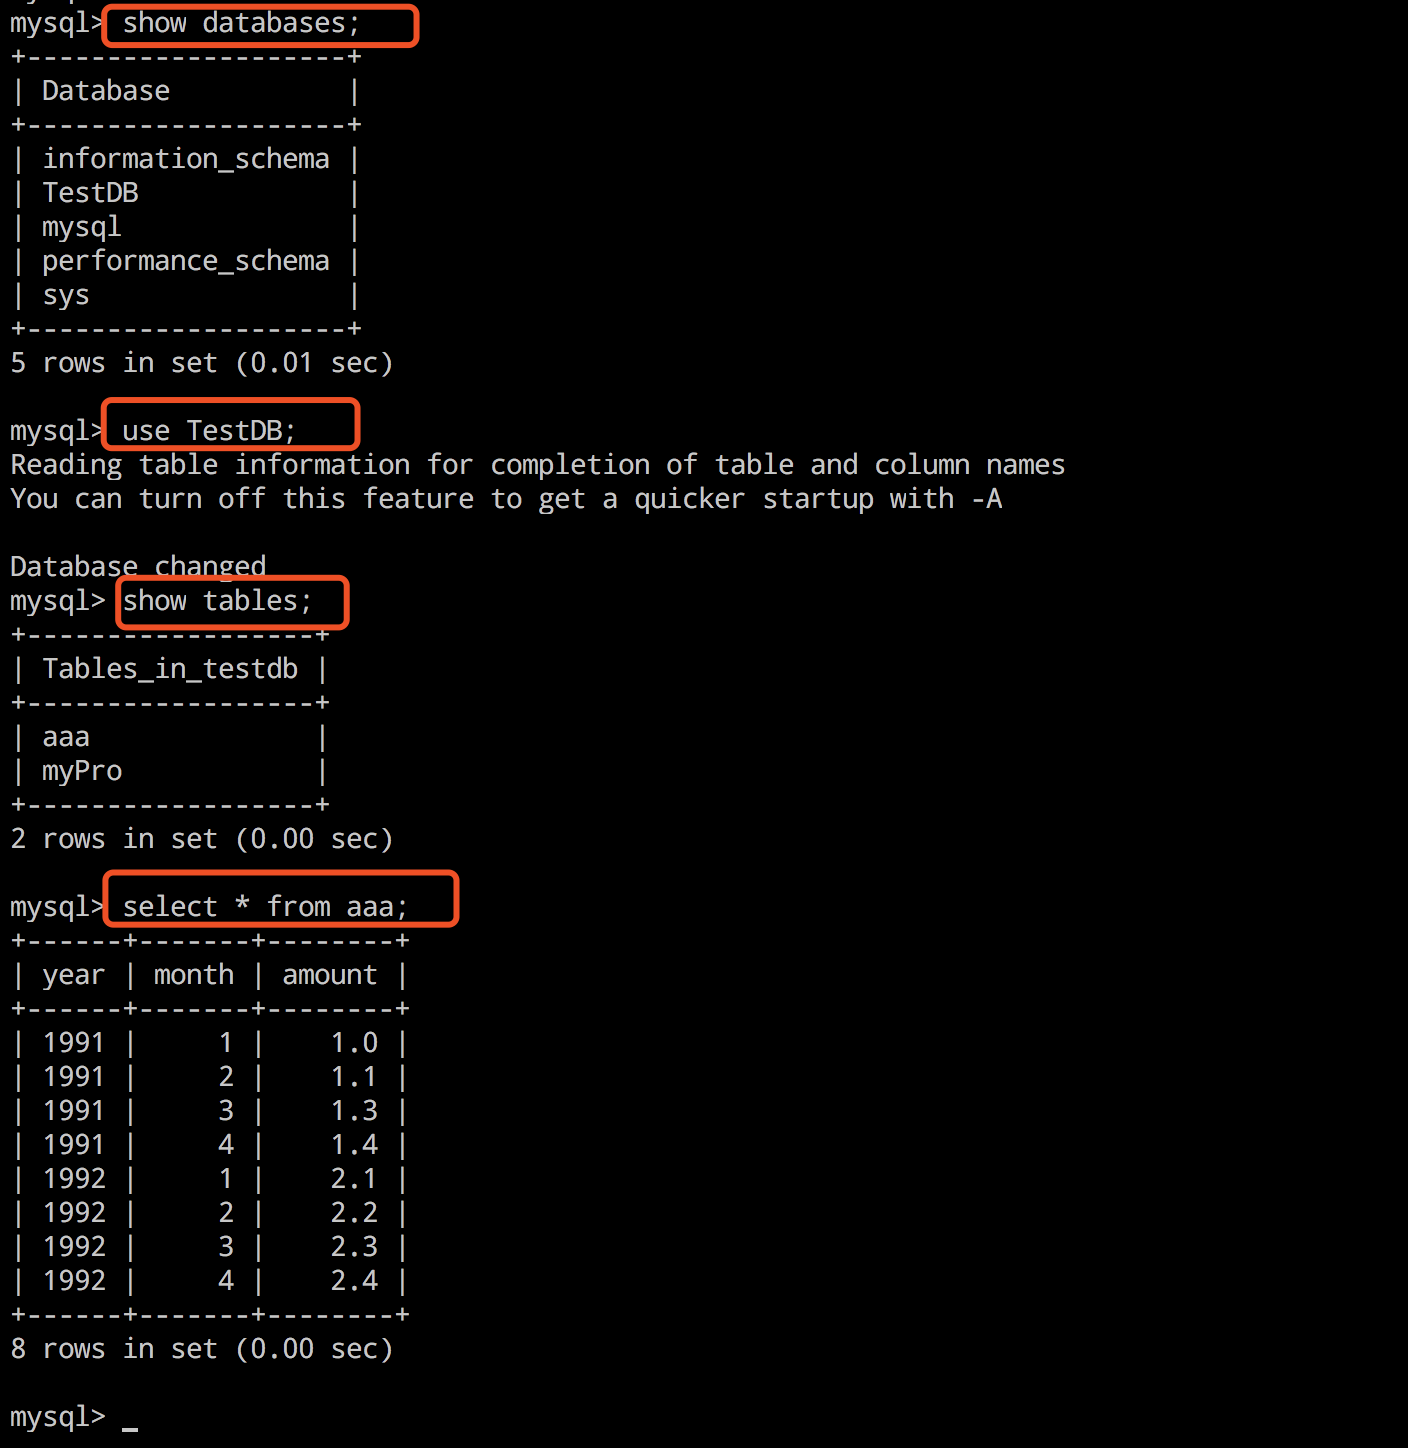 mysql> show databases;
+--------------------+
| Database           |
+--------------------+
| information_schema |
| TestDB             |
| mysql              |
| performance_schema |
| sys                |
+--------------------+
5 rows in set (0.01 sec)
mysql> use TestDB;
Reading table information for completion of table and column names
You can turn off this feature to get a quicker startup with -A
Database changed
mysql> show tables;
+------------------+
| Tables_in_testdb |
+------------------+
| aaa              |
| myPro            |
+------------------+
2 rows in set (0.00 sec)
mysql> select * from aaa;
+------+-------+--------+
| year | month | amount |
+------+-------+--------+
| 1991 |     1 |    1.0 |
| 1991 |     2 |    1.1 |
| 1991 |     3 |    1.3 |
| 1991 |     4 |    1.4 |
| 1992 |     1 |    2.1 |
| 1992 |     2 |    2.2 |
| 1992 |     3 |    2.3 |
| 1992 |     4 |    2.4 |
+------+-------+--------+
8 rows in set (0.00 sec)
mysql> _